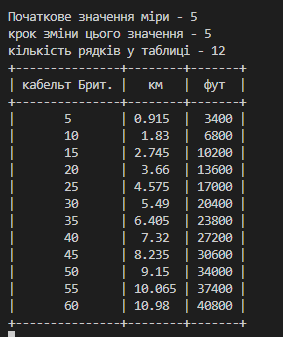 Початкове значення міри - 5
крок зміни цього значення - 5
кількість рядків у таблиці - 12
+---------------+--------+-------+
| кабельт Брит. |   км   |  фут  |
+---------------+--------+-------+
|       5       | 0.915  |  3400 |
|       10      |  1.83  |  6800 |
|       15      | 2.745  | 10200 |
|       20      |  3.66  | 13600 |
|       25      | 4.575  | 17000 |
|       30      |  5.49  | 20400 |
|       35      | 6.405  | 23800 |
|       40      |  7.32  | 27200 |
|       45      | 8.235  | 30600 |
|       50      |  9.15  | 34000 |
|       55      | 10.065 | 37400 |
|       60      | 10.98  | 40800 |
+---------------+--------+-------+